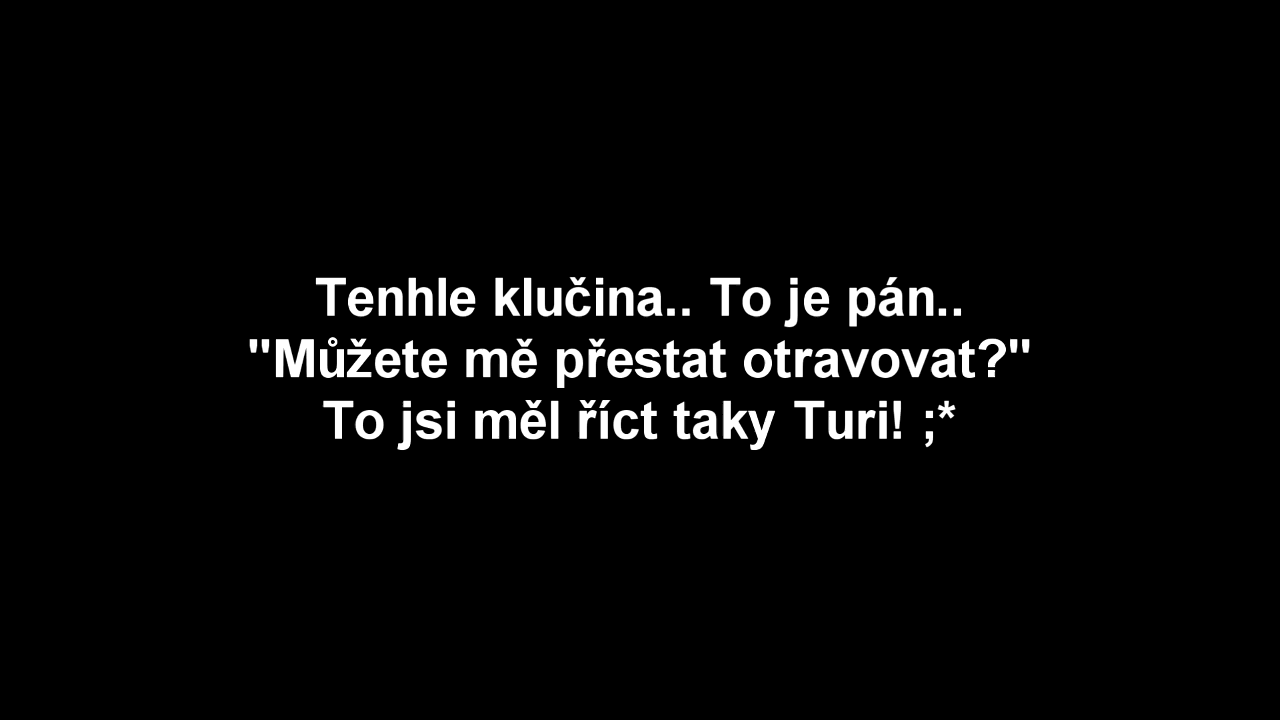 Tenhle klučina.. To je pán..
"Můžete mě přestat otravovat?"
To jsi měl říct taky Turi! ;*